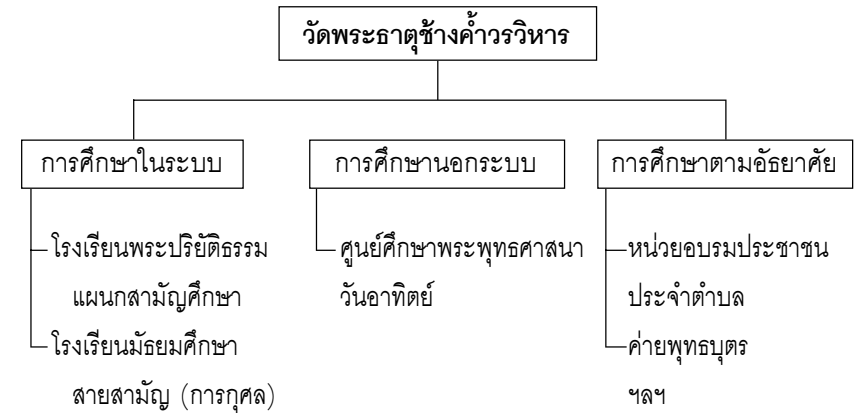 วัดพระธาตุช้างค้ำวรวิหาร
การศึกษาในระบบ
โรงเรียนพระปริยัติธรรม
แผนกสามัญศึกษา
โรงเรียนมัธยมศึกษา
สายสามัญ (การกุศล)
การศึกษานอกระบบ
ศูนย์ศึกษาพระพุทธศาสนา
วันอาทิตย์
การศึกษาตามอัธยาศัย
หน่วยอบรมประชาชน
ประจำตำบล
ค่ายพุทธบุตร
ฯลฯ